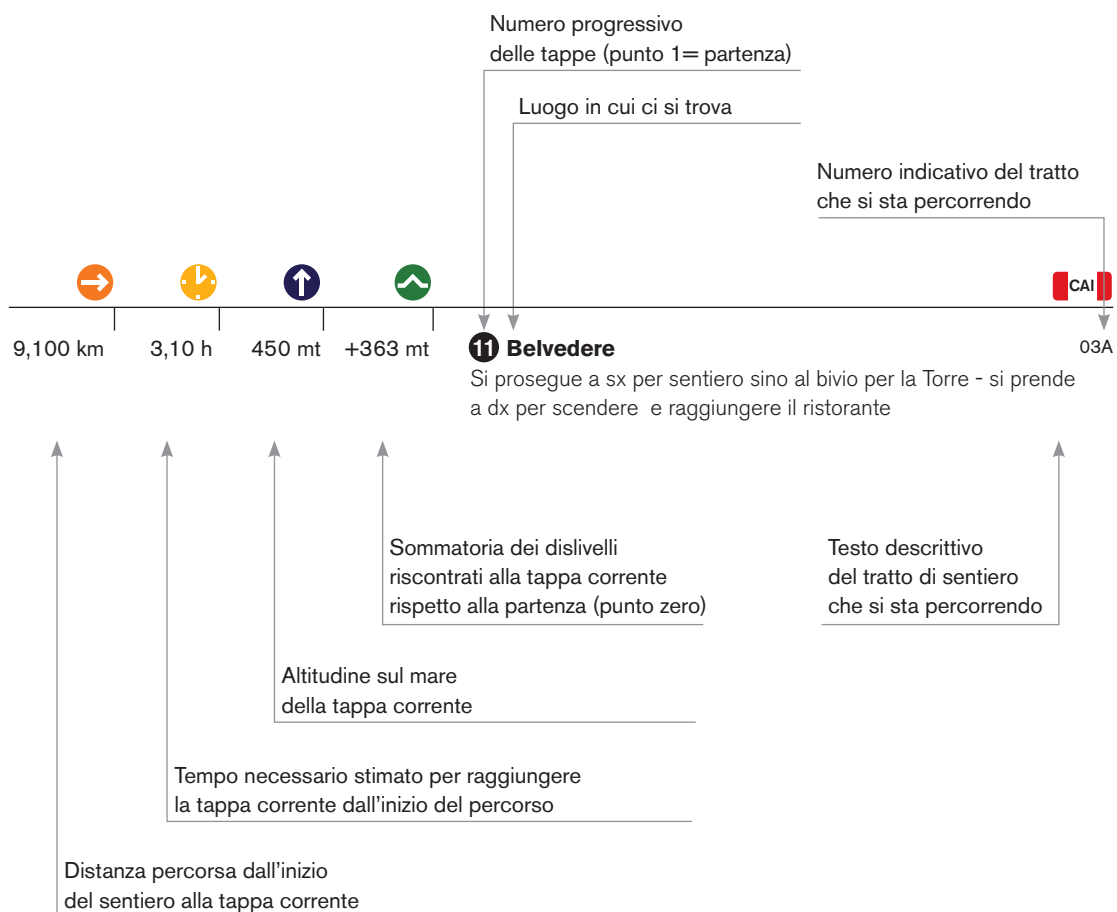 Numero progressivo
delle tappe (punto 1= partenza)
Luogo in cui ci si trova
Numero indicativo del tratto
che si sta percorrendo
CAI
9,100 km 3,10 h 450 mt +363 mt 11 Belvedere 03A
Si prosegue a sx per sentiero sino al bivio per la Torre - si prende
a dx per scendere e raggiungere il ristorante
Sommatoria dei dislivelli
riscontrati alla tappa corrente
rispetto alla partenza (punto zero)
Testo descrittivo
del tratto di sentiero
che si sta percorrendo
Altitudine sul mare
della tappa corrente
Tempo necessario stimato per raggiungere
la tappa corrente dall'inizio del percorso
Distanza percorsa dall'inizio
del sentiero alla tappa corrente